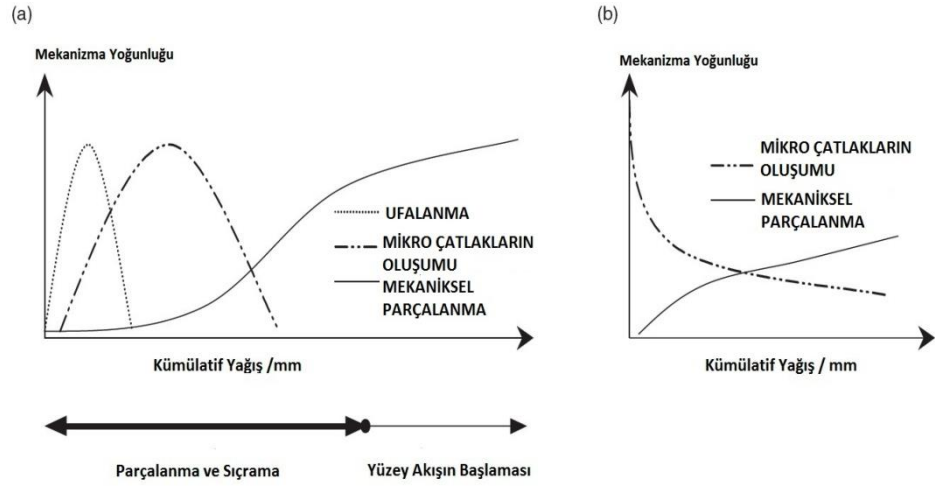 (a)
Mekanizma Yoğunluğu
UFALANMA
MİKRO ÇATLAKLARIN
OLUŞUMU
MEKANİKSEL
PARÇALANMA
Kümülatif Yağış /mm
Parçalanma ve Sıçrama
Yüzey Akışın Başlaması
(b)
Mekanizma Yoğunluğu
MİKRO ÇATLAKLARIN
OLUŞUMU
MEKANİKSEL
PARÇALANMA
Kümülatif Yağış / mm